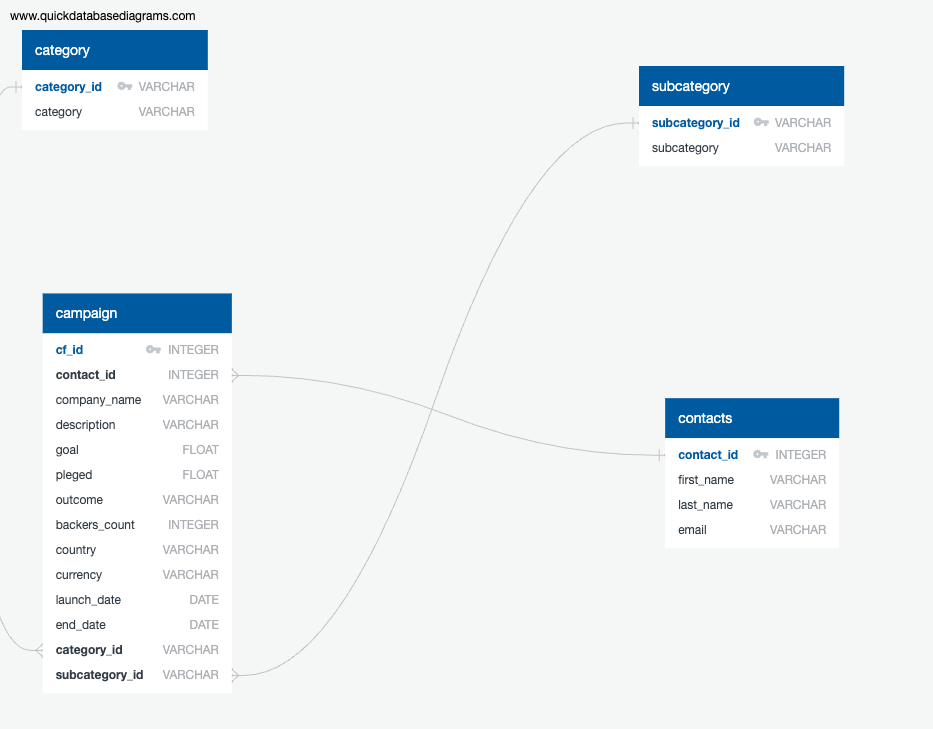 www.quickdatabasediagrams.com
category
category_id VARCHAR
category VARCHAR
subcategory
subcategory_id VARCHAR
subcategory VARCHAR
campaign
cf_id INTEGER
contact_id INTEGER
company_name VARCHAR
description VARCHAR
goal FLOAT
pleged FLOAT
outcome VARCHAR
backers_count INTEGER
country VARCHAR
currency VARCHAR
launch_date DATE
end_date DATE
category_id VARCHAR
subcategory_id VARCHAR
contacts
contact_id INTEGER
first_name VARCHAR
last_name VARCHAR
email VARCHAR